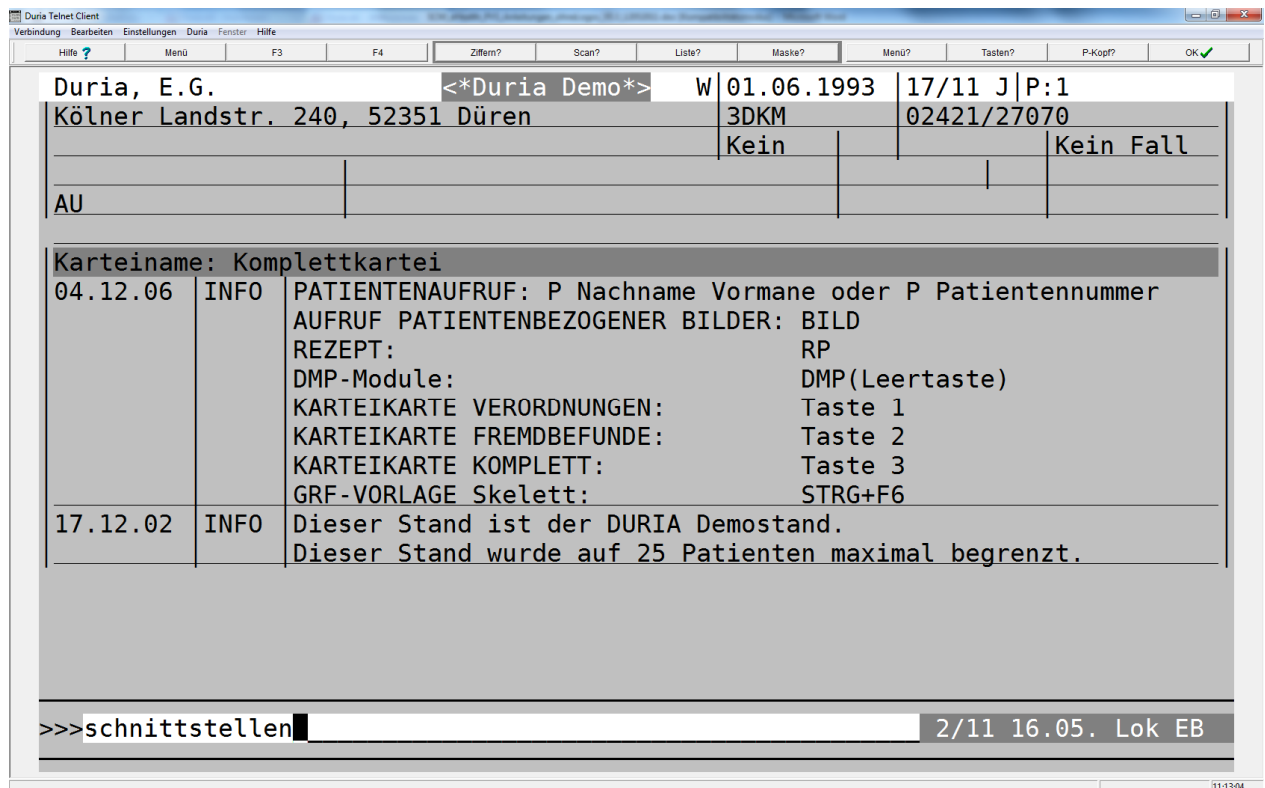 Duria Telnet Client
Verbindung Bearbeiten Einstellungen Duria Fenster Hilfe
Hilfe ? Menü F3 F4 Ziffern? Scan? Liste? Maske? Menü? Tasten? P-Kopf? OK
Duria, E.G. <*Duria Demo*> W 01.06.1993 17/11 J P:1
Kölner Landstr. 240, 52351 Düren 3DKM 02421/27070
Kein Kein Fall
AU
Karteiname: Komplettkartei
04.12.06 INFO PATIENTENAUFRUF: P Nachname Vormane oder P Patientennummer
AUFRUF PATIENTENBEZOGENER BILDER: BILD
REZEPT: RP
DMP-Module: DMP(Leertaste)
KARTEIKARTE VERORDNUNGEN: Taste 1
KARTEIKARTE FREMDBEFUNDE: Taste 2
KARTEIKARTE KOMPLETT: Taste 3
GRF-VORLAGE Skelett: STRG+F6
17.12.02 INFO Dieser Stand ist der DURIA Demostand.
Dieser Stand wurde auf 25 Patienten maximal begrenzt.
>>>schnittstellen 2/11 16.05. Lok EB
11:13:04